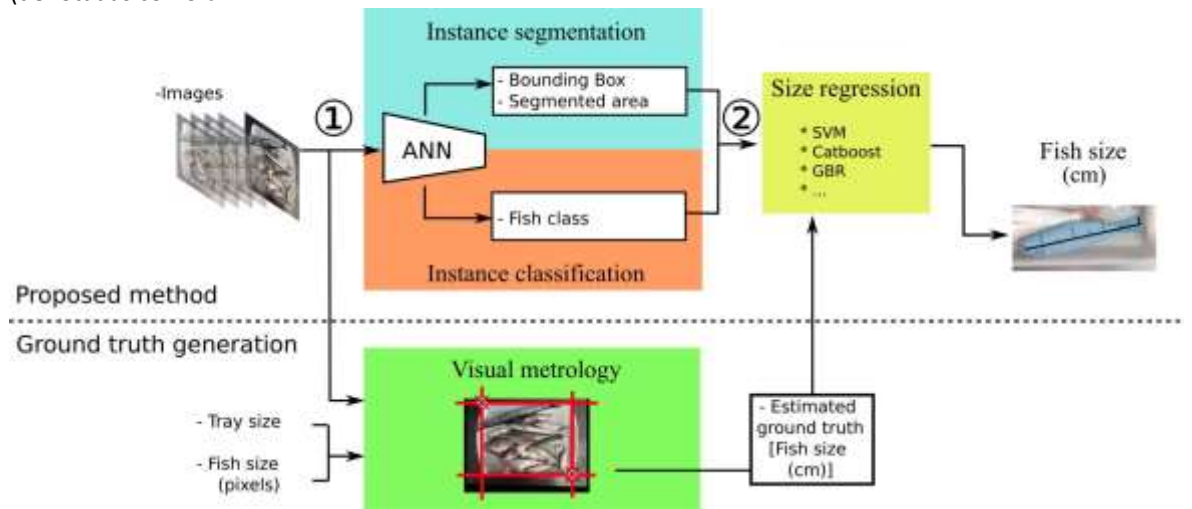 Instance segmentation
-Images
①
ANN
- Bounding Box
- Segmented area
- Fish class
Instance classification
②
Size regression
* SVM
* Catboost
* GBR
* ...
Fish size
(cm)
Proposed method
Ground truth generation
Visual metrology
- Tray size
- Fish size
(pixels)
- Estimated
ground truth
[Fish size
(cm)]